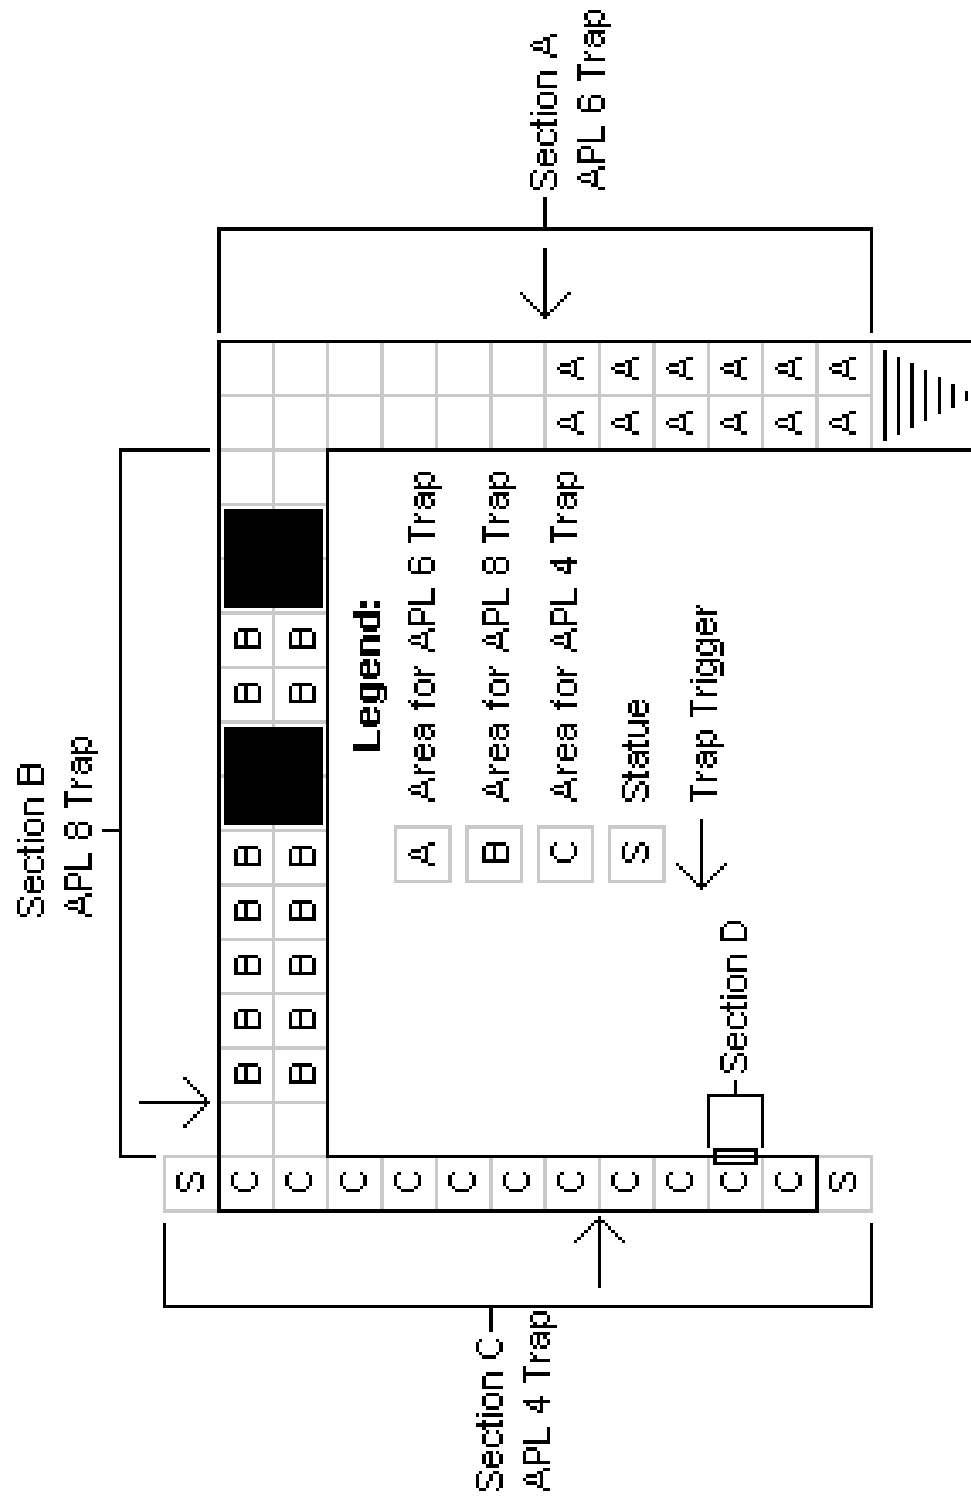 Section B
APL 8 Trap
S
C B B B B B B B
C B B B B B B B
C
C
C
C
C
C
C
C
C
S
Section C
APL 4 Trap
Legend:
A Area for APL 6 Trap
B Area for APL 8 Trap
C Area for APL 4 Trap
S Statue
Trap Trigger
Section D
A A
A A
A A
A A
A A
A A
Section A
APL 6 Trap